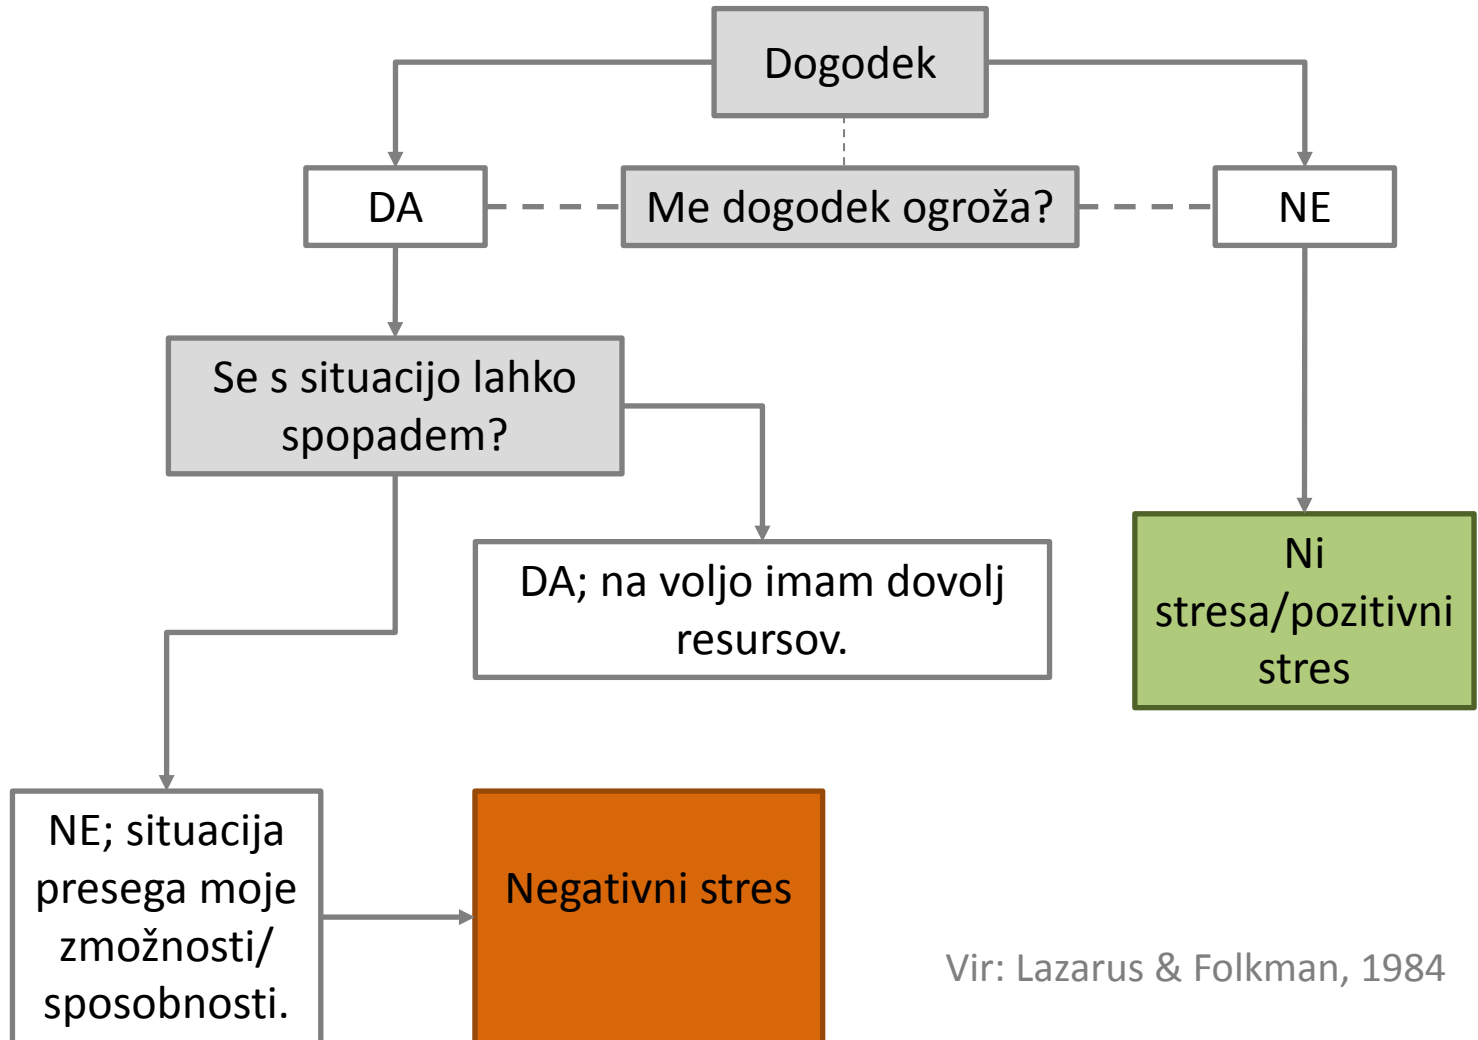 Dogodek
DA
Me dogodek ogroža?
NE
Se s situacijo lahko
spopadem?
DA; na voljo imam dovolj
resursov.
Ni
stresa/pozitivni
stres
NE; situacija
presega moje
zmožnosti/
sposobnosti.
Negativni stres
Vir: Lazarus & Folkman, 1984